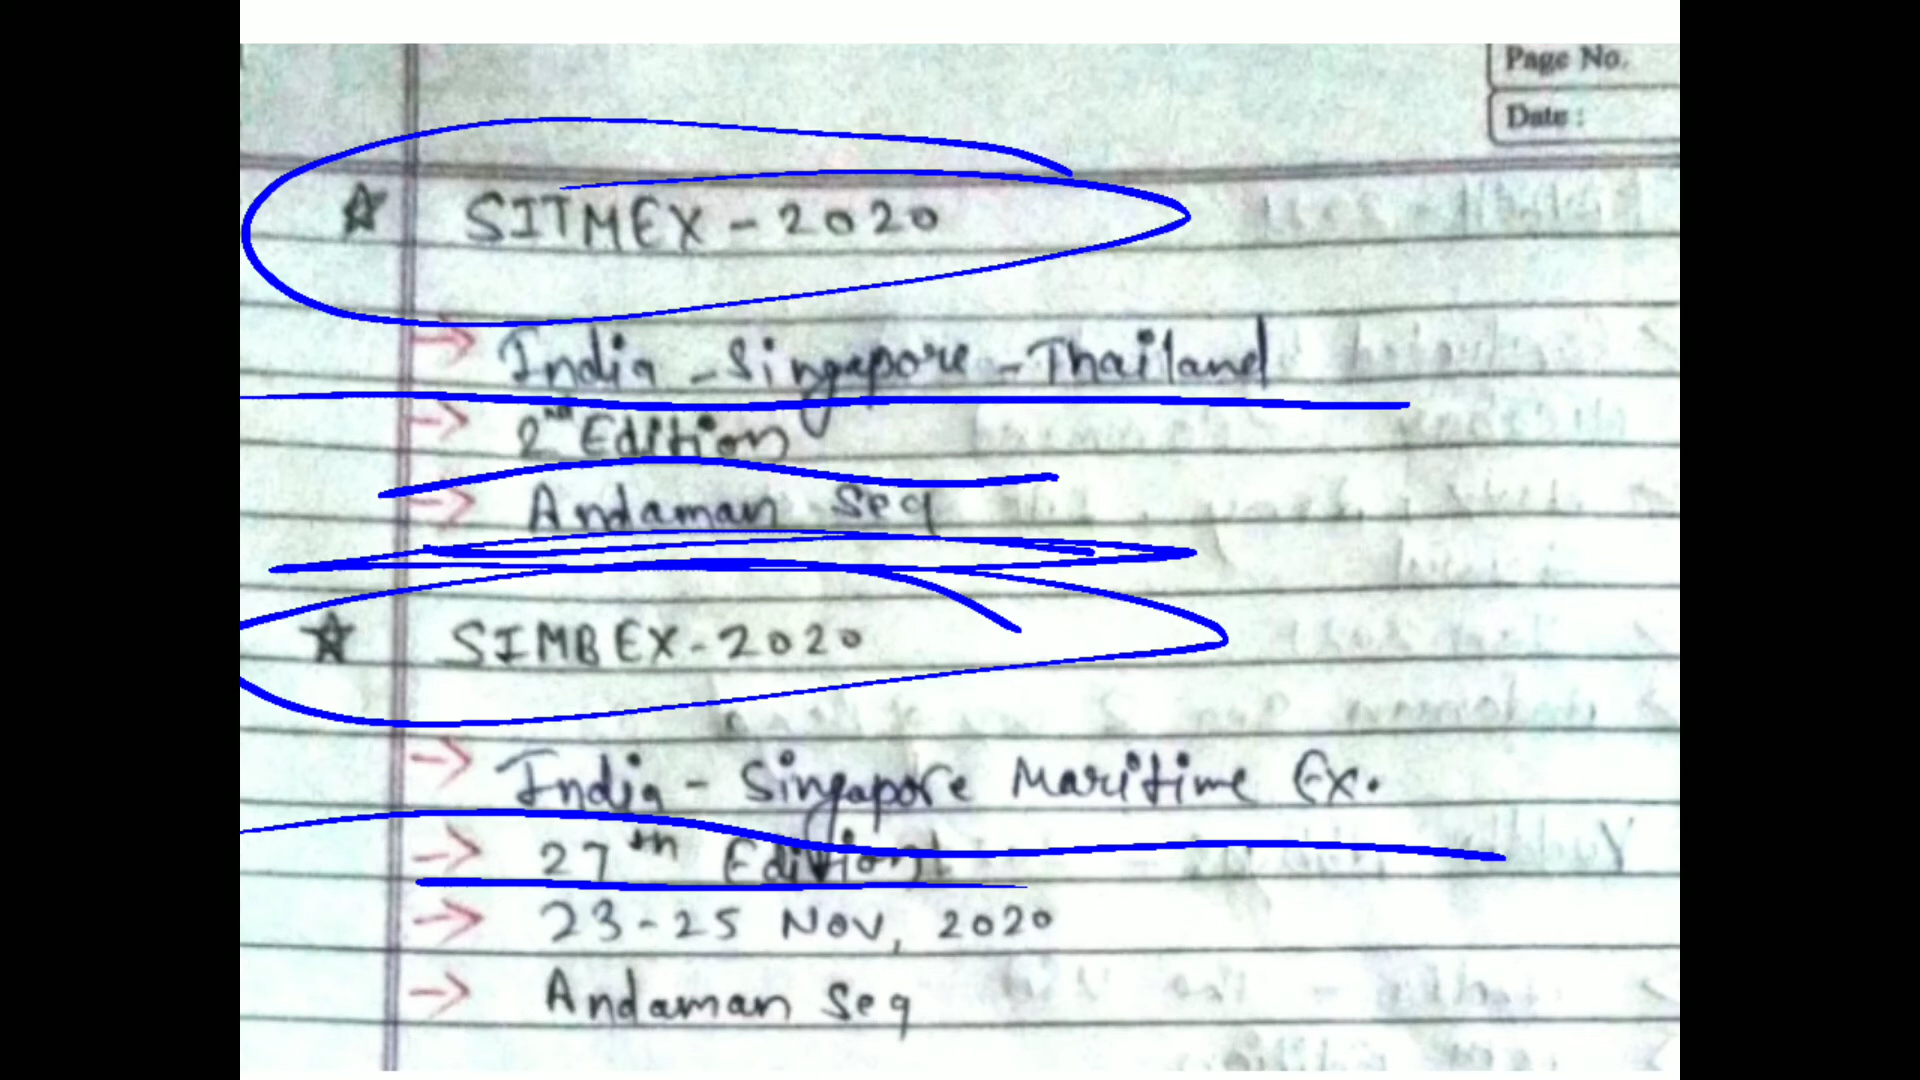 Page No.
Date :
☆ SITMEX - 2020
→ India - Singapore - Thailand
→ 2nd Edition
→ Andaman Sea
☆ SIMBEX - 2020
→ India - Singapore Maritime Ex.
→ 27th Edition
→ 23-25 Nov, 2020
→ Andaman Sea